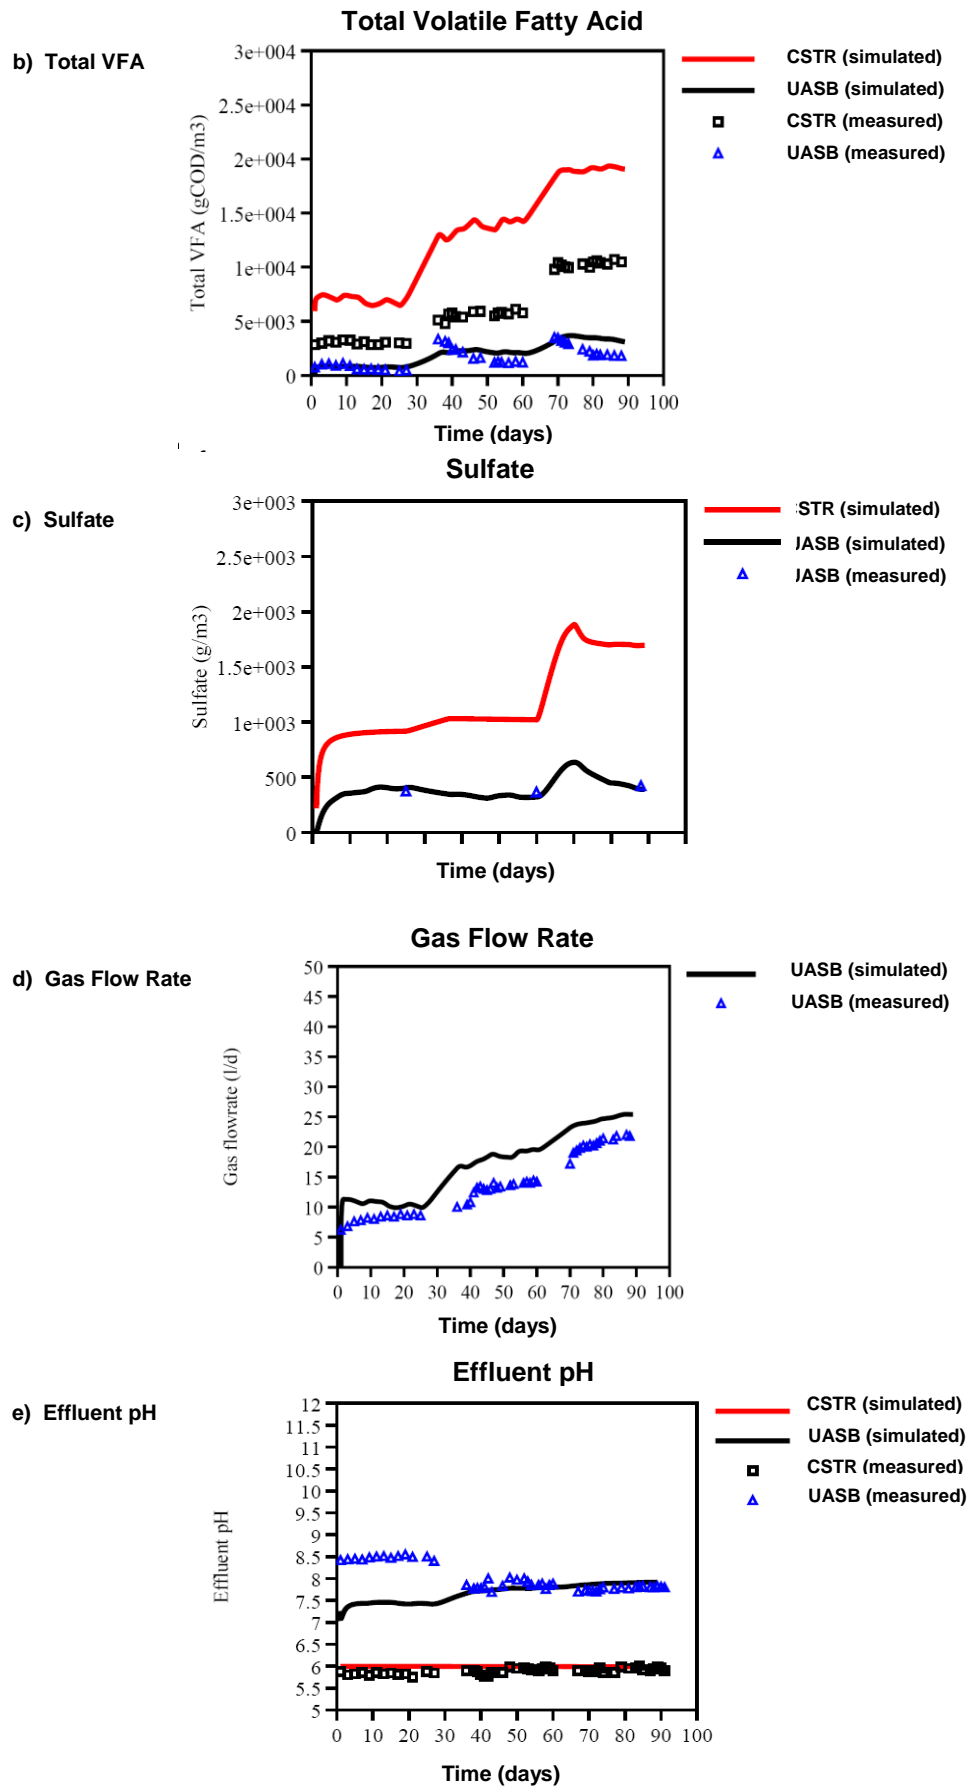 Total Volatile Fatty Acid
b) Total VFA
3e+004
2.5e+004
2e+004
1.5e+004
1e+004
5e+003
0
Total VFA (gCOD/m3)
0 10 20 30 40 50 60 70 80 90 100
Time (days)
CSTR (simulated)
UASB (simulated)
CSTR (measured)
UASB (measured)
Sulfate
c) Sulfate
3e+003
2.5e+003
2e+003
1.5e+003
1e+003
500
0
Sulfate (g/m3)
Time (days)
STR (simulated)
JASB (simulated)
JASB (measured)
Gas Flow Rate
d) Gas Flow Rate
50
45
40
35
30
25
20
15
10
5
0
Gas flowrate (l/d)
0 10 20 30 40 50 60 70 80 90 100
Time (days)
UASB (simulated)
UASB (measured)
Effluent pH
e) Effluent pH
12
11.5
11
10.5
10
9.5
9
8.5
8
7.5
7
6.5
6
5.5
5
Effluent pH
0 10 20 30 40 50 60 70 80 90 100
Time (days)
CSTR (simulated)
UASB (simulated)
CSTR (measured)
UASB (measured)